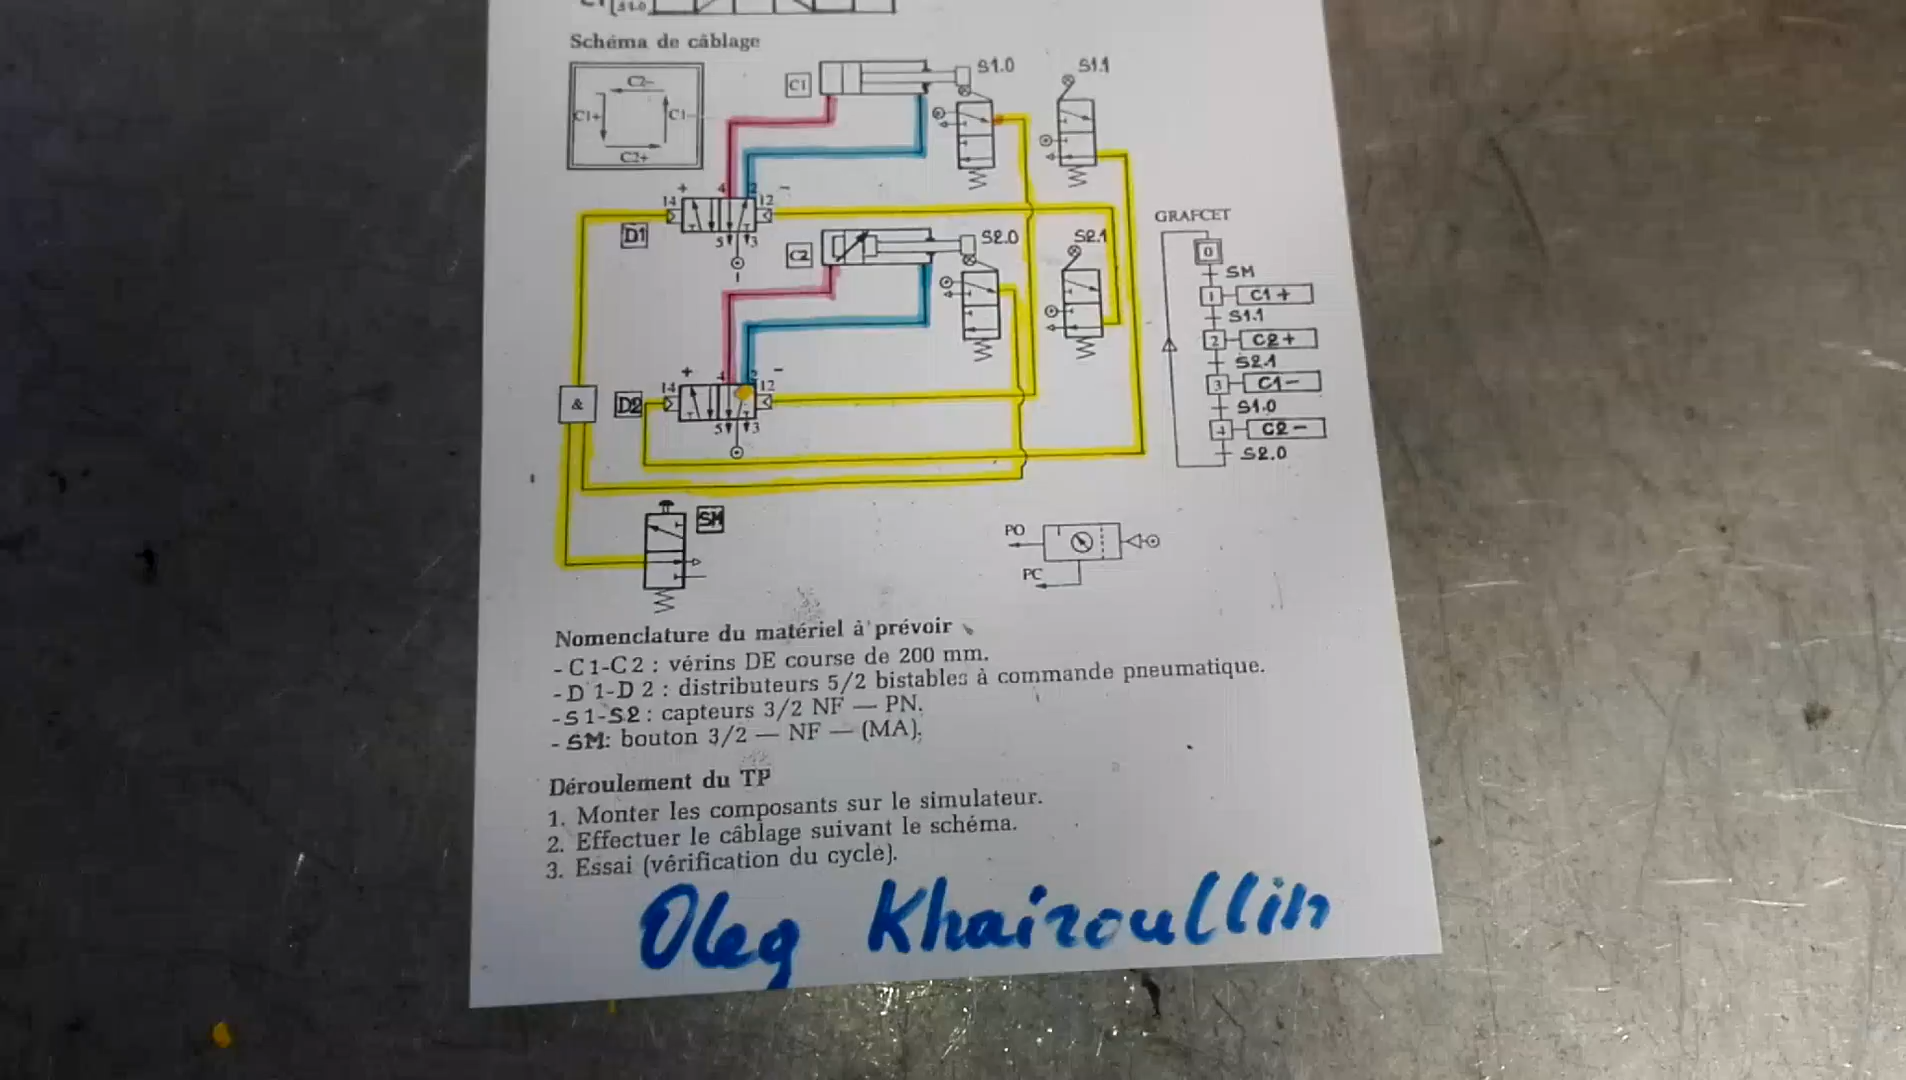 Schéma de câblage
C2-
C1+
C1-
C2+
C1
S1.0
S1.1
+
4
2
-
14
12
D1
5
3
1
C2
S2.0
S2.1
+
4
2
-
14
12
&
D2
5
3
SM
GRAFCET
0
SM
1
C1+
S1.1
2
C2+
S2.1
3
C1-
S1.0
4
C2-
S2.0
PO
PC
Nomenclature du matériel à prévoir
- C1-C2 : vérins DE course de 200 mm.
- D 1-D 2 : distributeurs 5/2 bistables à commande pneumatique.
- S1-S2 : capteurs 3/2 NF — PN.
- SM: bouton 3/2 — NF — (MA).
Déroulement du TP
1. Monter les composants sur le simulateur.
2. Effectuer le câblage suivant le schéma.
3. Essai (vérification du cycle).
Oleg Khairoullin